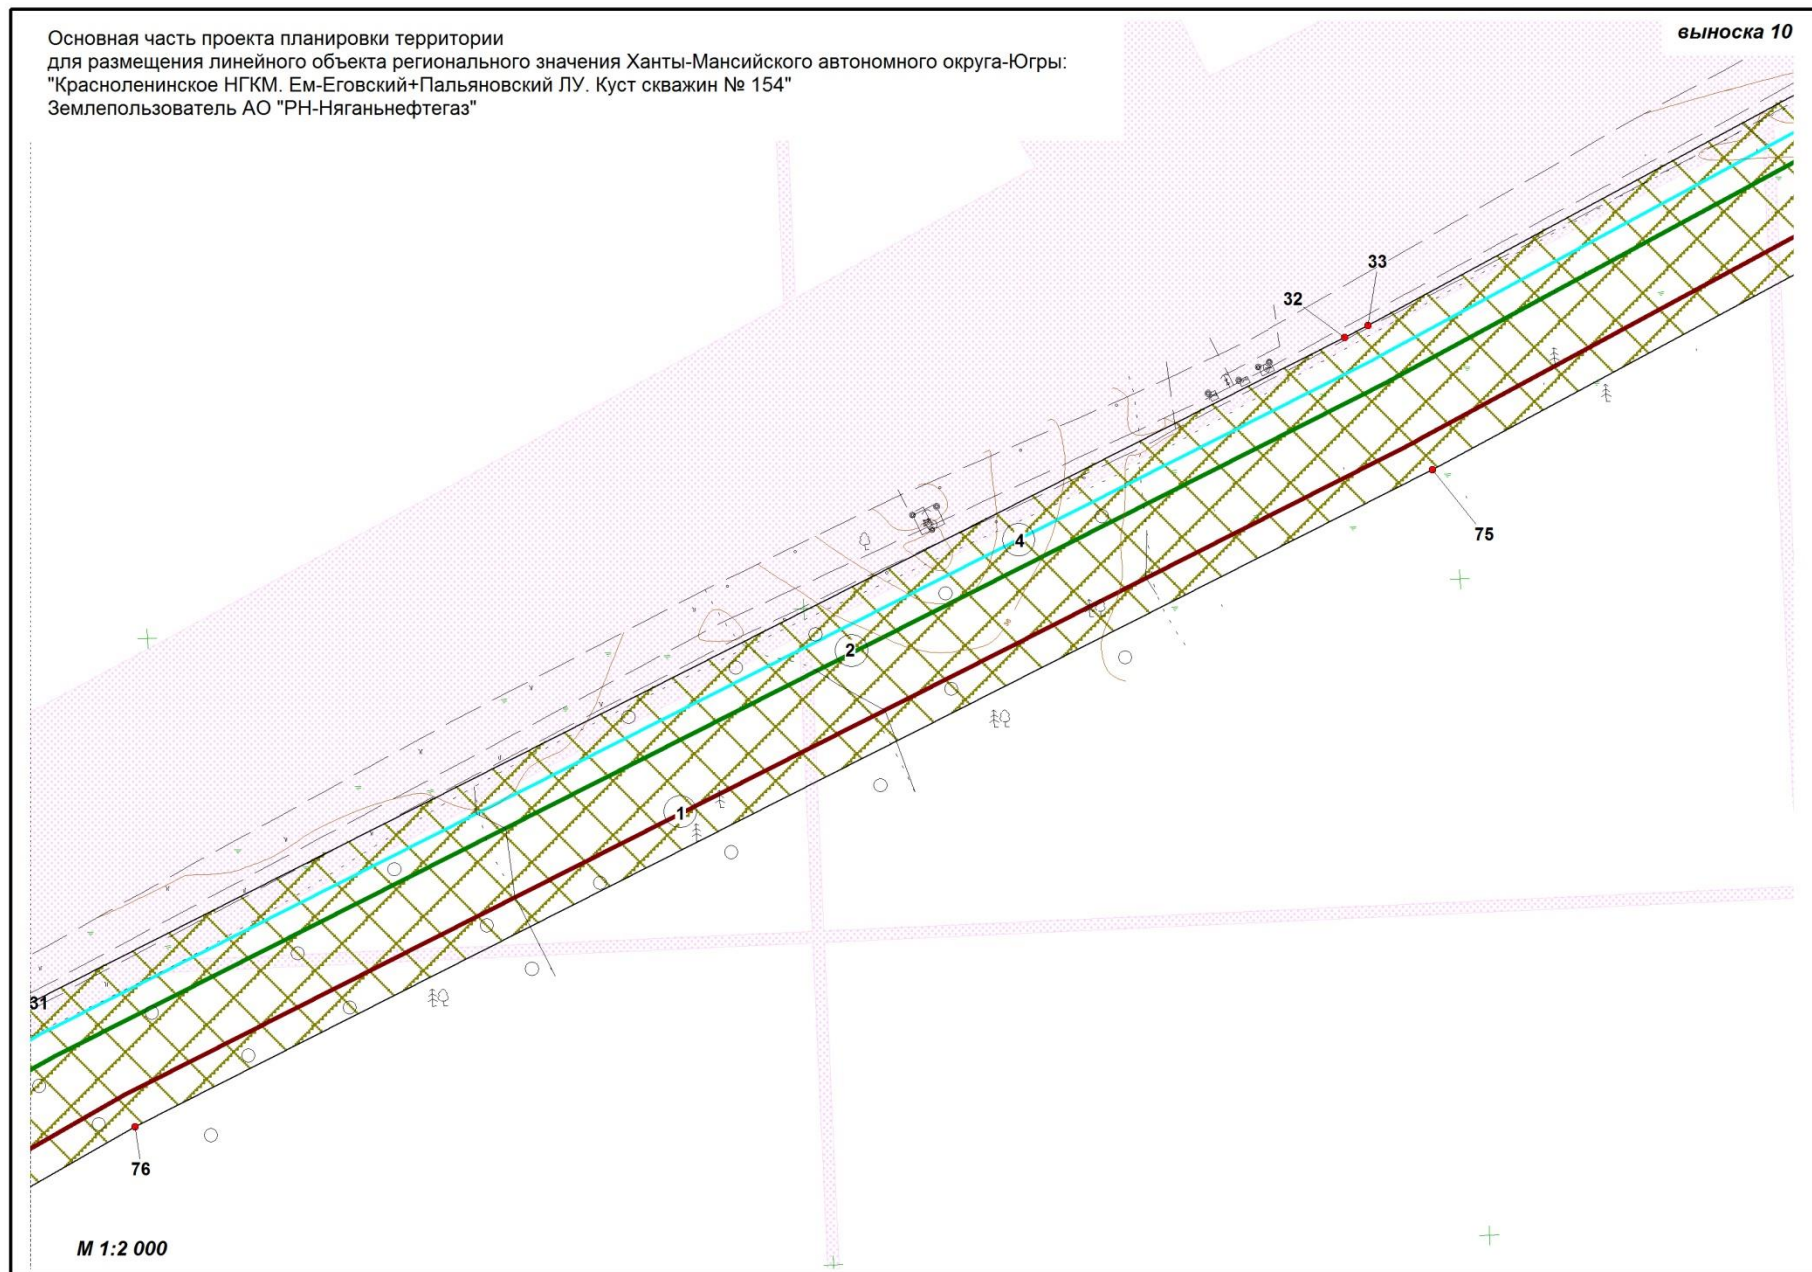 Основная часть проекта планировки территории
для размещения линейного объекта регионального значения Ханты-Мансийского автономного округа-Югры:
"Красноленинское НГКМ. Ем-Еговский+Пальяновский ЛУ. Куст скважин № 154"
Землепользователь АО "РН-Няганьнефтегаз"
выноска 10
33
32
75
4
2
1
31
76
М 1:2 000